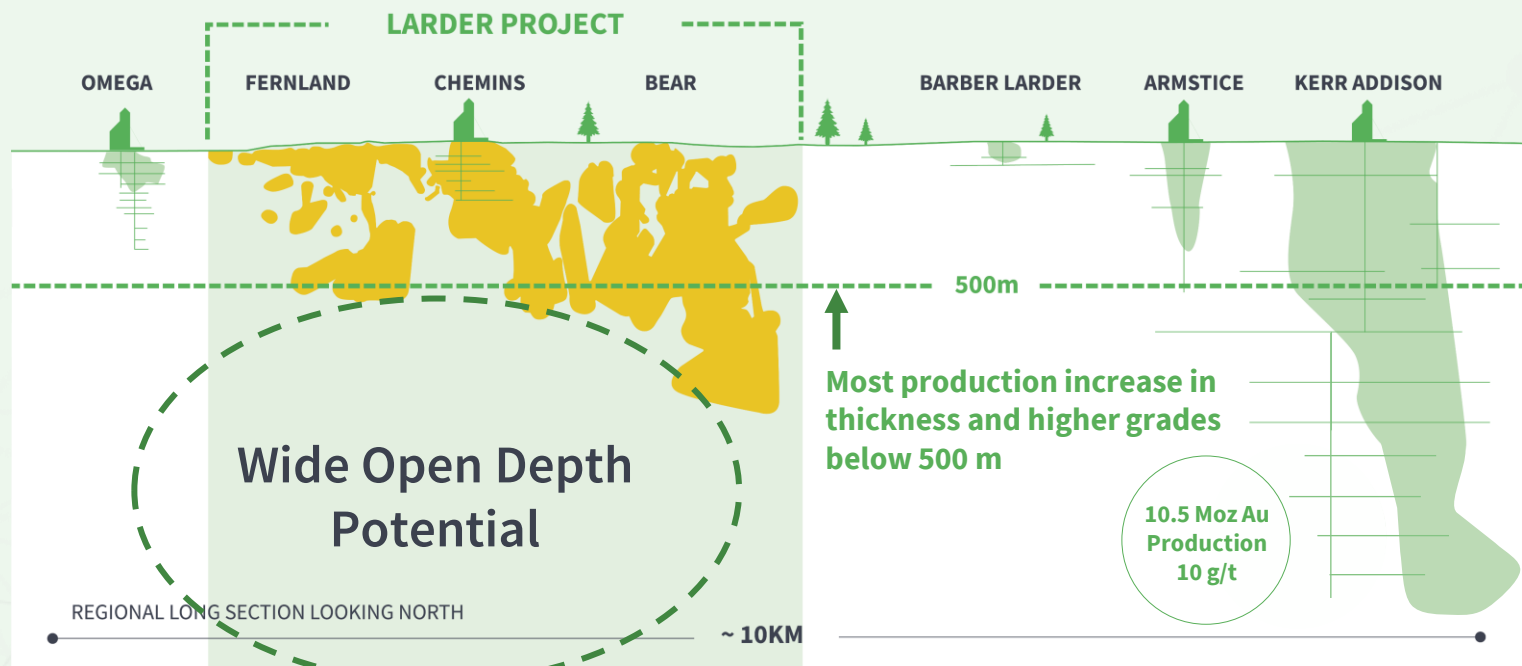 LARDER PROJECT
OMEGA
FERNLAND
CHEMINS
BEAR
BARBER LARDER
ARMSTICE
KERR ADDISON
500m
Most production increase in
thickness and higher grades
below 500 m
Wide Open Depth
Potential
10.5 Moz Au
Production
10 g/t
REGIONAL LONG SECTION LOOKING NORTH
~ 10KM